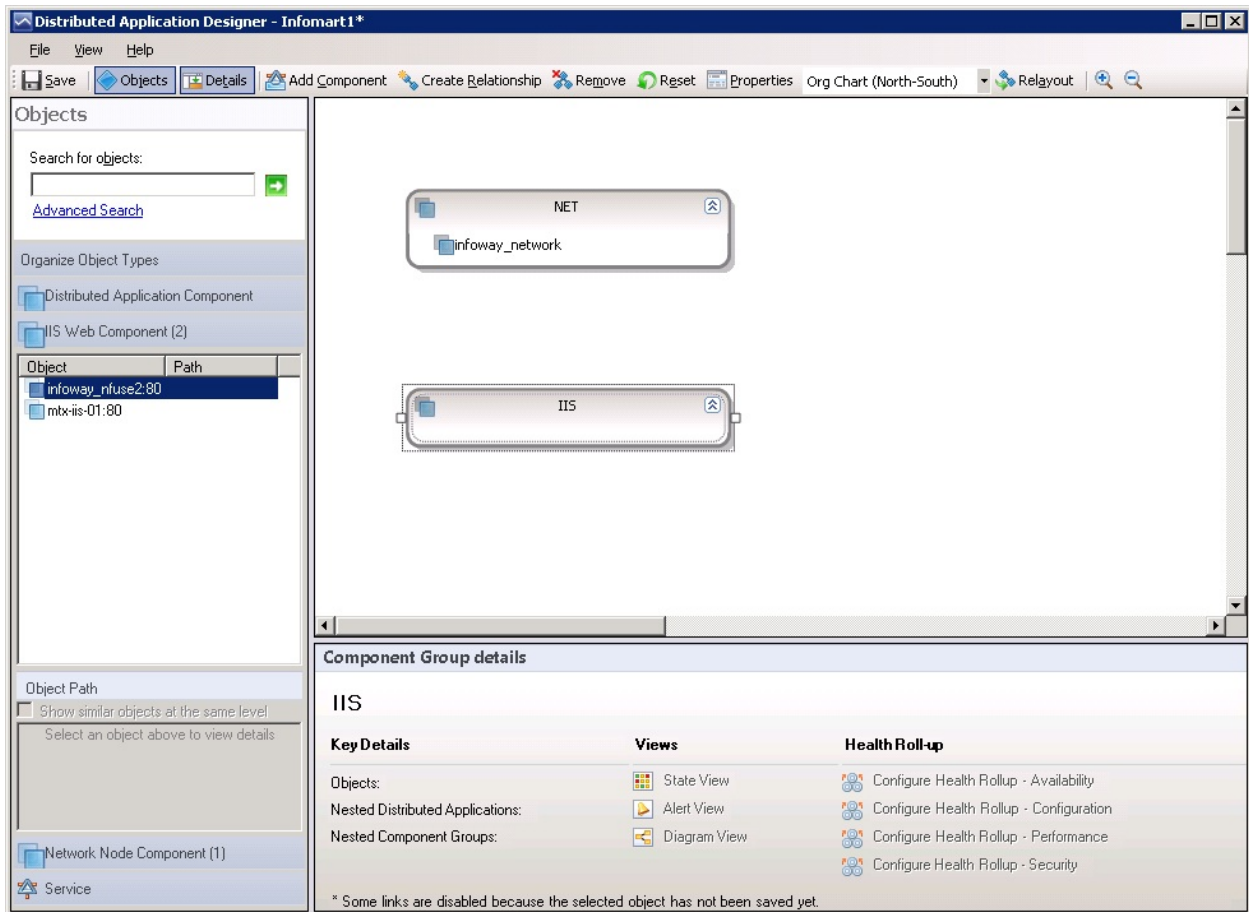 Distributed Application Designer - Infomart1*
File View Help
Save Objects Details Add Component Create Relationship Remove Reset Properties Org Chart (North-South) Relayout
Objects
Search for objects:
Advanced Search
Organize Object Types
Distributed Application Component
IIS Web Component (2)
Object Path
infoway_nfuse2:80
mtx-iis-01:80
Object Path
Show similar objects at the same level
Select an object above to view details
Network Node Component (1)
Service
NET
infoway_network
IIS
Component Group details
IIS
Key Details Views Health Roll-up
Objects: State View Configure Health Rollup - Availability
Nested Distributed Applications: Alert View Configure Health Rollup - Configuration
Nested Component Groups: Diagram View Configure Health Rollup - Performance
Configure Health Rollup - Security
* Some links are disabled because the selected object has not been saved yet.